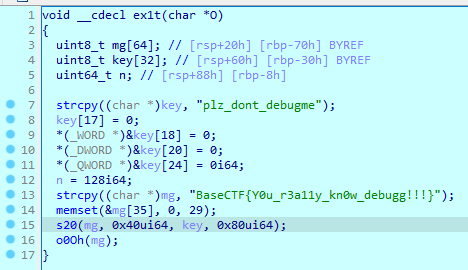 1 void __cdecl ex1t(char *O)
2 {
3 uint8_t mg[64]; // [rsp+20h] [rbp-70h] BYREF
4 uint8_t key[32]; // [rsp+60h] [rbp-30h] BYREF
5 uint64_t n; // [rsp+88h] [rbp-8h]
6
7 strcpy((char *)key, "plz_dont_debugme");
8 key[17] = 0;
9 *(_WORD *)&key[18] = 0;
10 *(_DWORD *)&key[20] = 0;
11 *(_QWORD *)&key[24] = 0i64;
12 n = 128i64;
13 strcpy((char *)mg, "BaseCTF{Y0u_r3a11y_kn0w_debugg!!!}");
14 memset(&mg[35], 0, 29);
15 s20(mg, 0x40ui64, key, 0x80ui64);
16 o0Oh(mg);
17 }